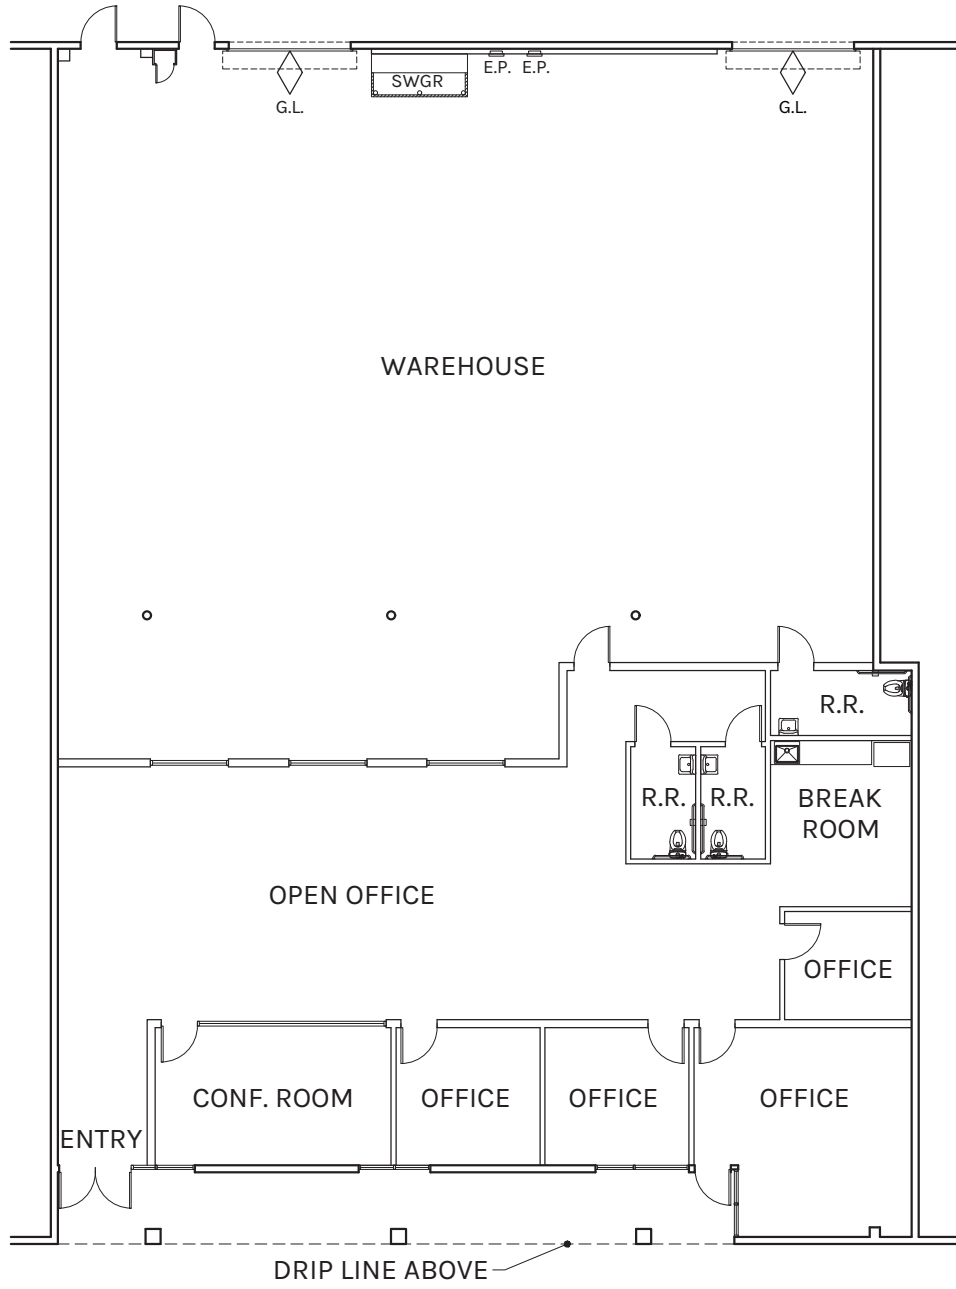 SWGR
E.P. E.P.
G.L.
G.L.
WAREHOUSE
R.R.
R.R. R.R.
BREAK
ROOM
OPEN OFFICE
OFFICE
CONF. ROOM
OFFICE
OFFICE
OFFICE
ENTRY
DRIP LINE ABOVE